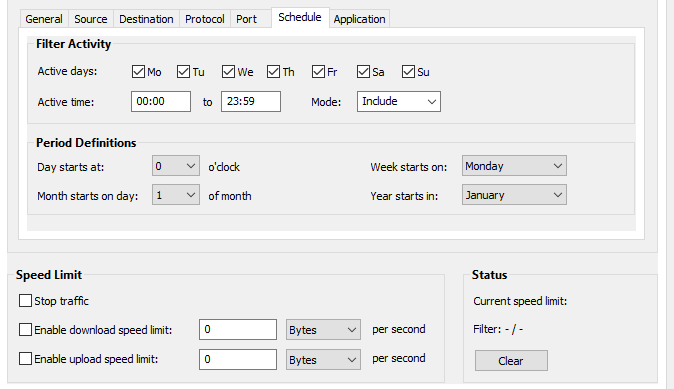 General Source Destination Protocol Port Schedule Application
Filter Activity
Active days: Mo Tu We Th Fr Sa Su
Active time: 00:00 to 23:59 Mode: Include
Period Definitions
Day starts at: 0 o'clock Week starts on: Monday
Month starts on day: 1 of month Year starts in: January
Speed Limit
Stop traffic
Enable download speed limit: 0 Bytes per second
Enable upload speed limit: 0 Bytes per second
Status
Current speed limit:
Filter: - / -
Clear